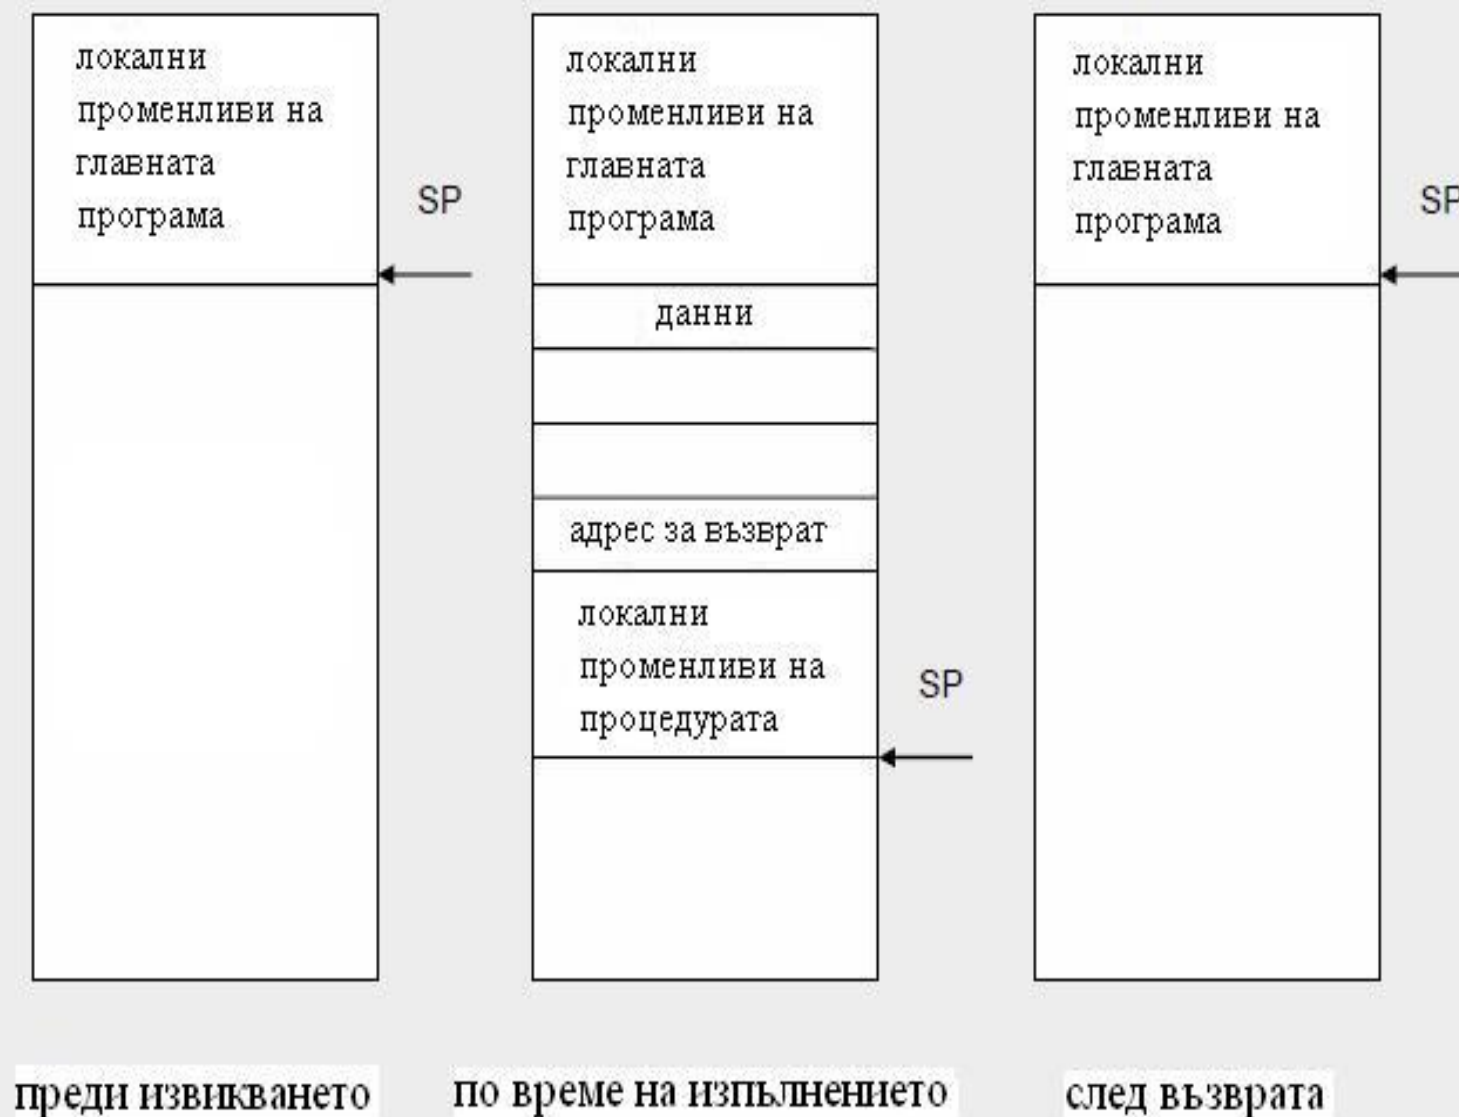 локални
променливи на
главната
програма
SP
локални
променливи на
главната
програма
данни
адрес за възврат
локални
променливи на
процедурата
SP
локални
променливи на
главната
програма
SP
преди извикването
по време на изпълнението
след възврата